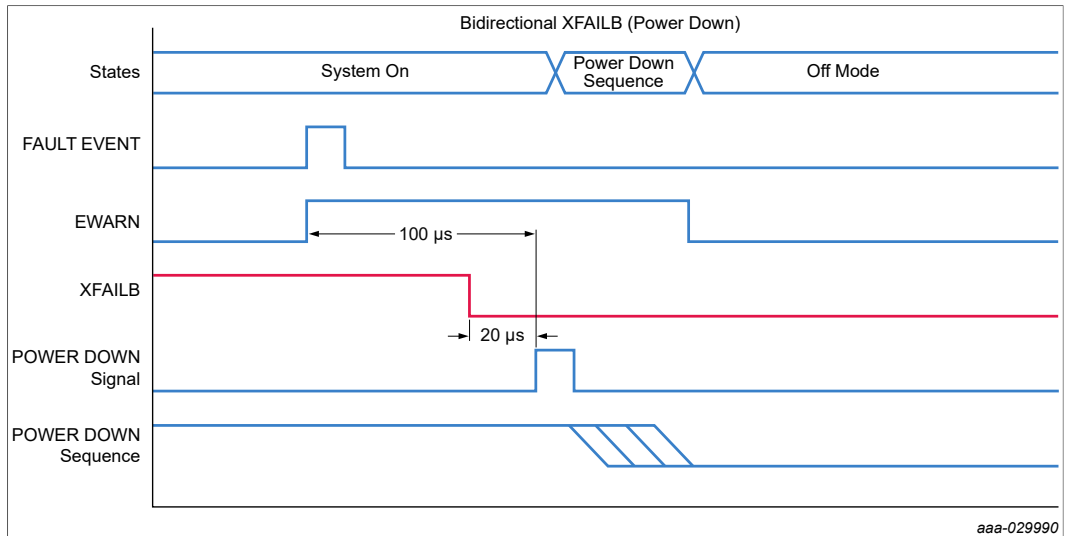 Bidirectional XFAILB (Power Down)
States
System On
Power Down
Sequence
Off Mode
FAULT EVENT
EWARN
100 µs
XFAILB
20 µs
POWER DOWN
Signal
POWER DOWN
Sequence
aaa-029990